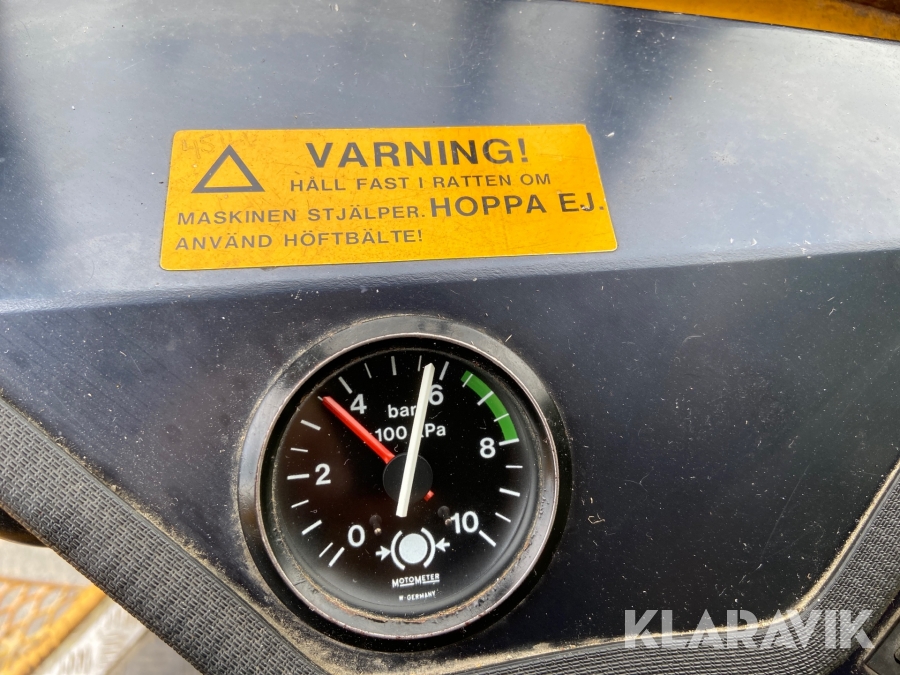 VARNING!
HÅLL FAST I RATTEN OM
MASKINEN STJÄLPER. HOPPA EJ.
ANVÄND HÖFTBÄLTE!
4 6
bar
100 kPa
2 8
0 10
MOTOMETER
W.GERMANY
KLARAVIK